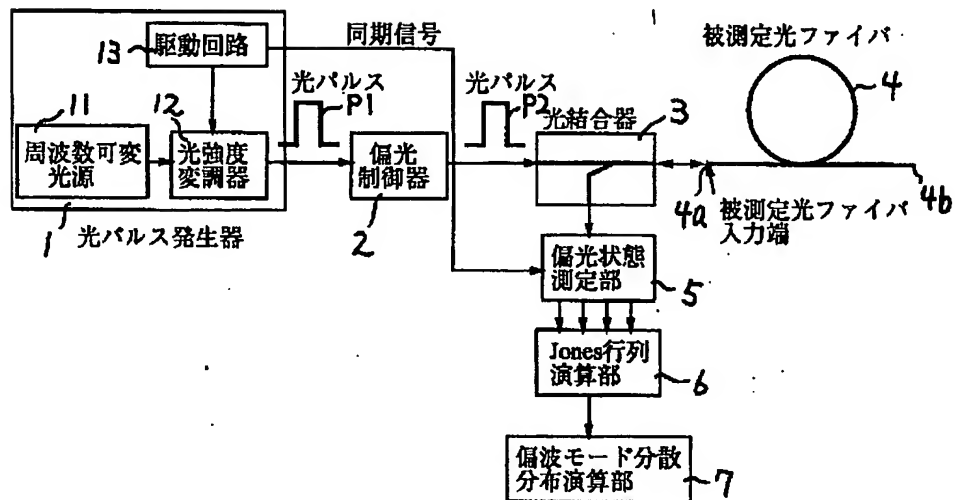 13
駆動回路
同期信号
11
周波数可変
光源
12
光強度
変調器
1
光パルス発生器
光パルス
P1
偏光
制御器
2
光パルス
P2
光結合器
3
被測定光ファイバ
4
4a
被測定光ファイバ
入力端
4b
偏光状態
測定部
5
Jones行列
演算部
6
偏波モード分散
分布演算部
7